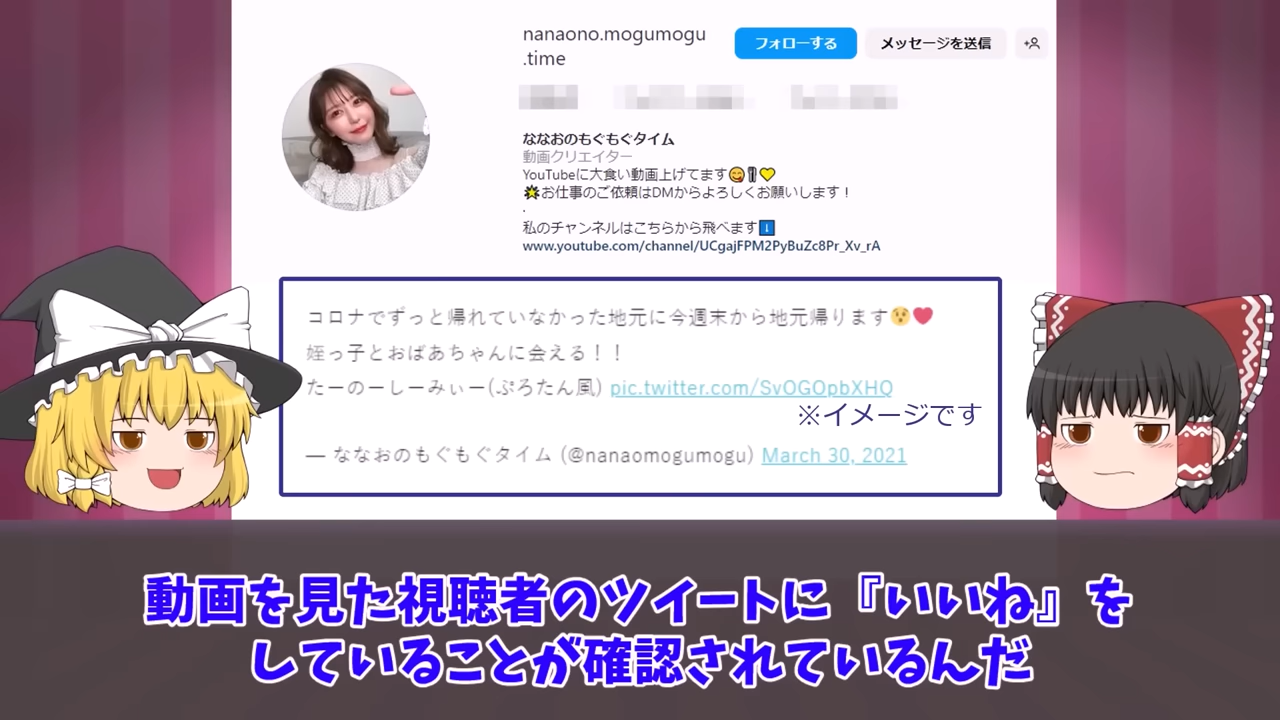 nanaono.mogumogu
.time
フォローする
メッセージを送信
ななおのもぐもぐタイム
動画クリエイター
YouTubeに大食い動画上げてます😋🍴💛
🌟お仕事のご依頼はDMからよろしくお願いします！
.
私のチャンネルはこちらから飛べます⬇️
www.youtube.com/channel/UCgajFPM2PyBuZc8Pr_Xv_rA
コロナでずっと帰れていなかった地元に今週末から地元帰ります😲❤️
姪っ子とおばあちゃんに会える！！
たーのーしーみぃー(ぷろたん風) pic.twitter.com/SvOGOpbXHQ
※イメージです
— ななおのもぐもぐタイム (@nanaomogumogu) March 30, 2021
動画を見た視聴者のツイートに『いいね』を
していることが確認されているんだ